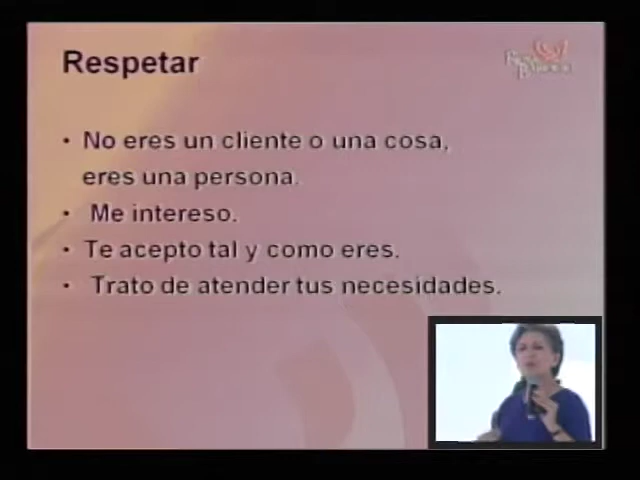 Respetar
• No eres un cliente o una cosa,
eres una persona.
• Me intereso.
• Te acepto tal y como eres.
• Trato de atender tus necesidades.